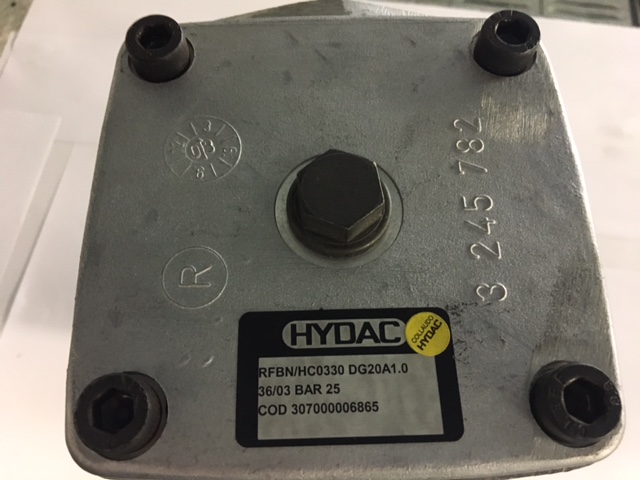 3 245 782
R
HYDAC
COLLAUDO
HYDAC
RFBN/HC0330 DG20A1.0
36/03 BAR 25
COD 307000006865